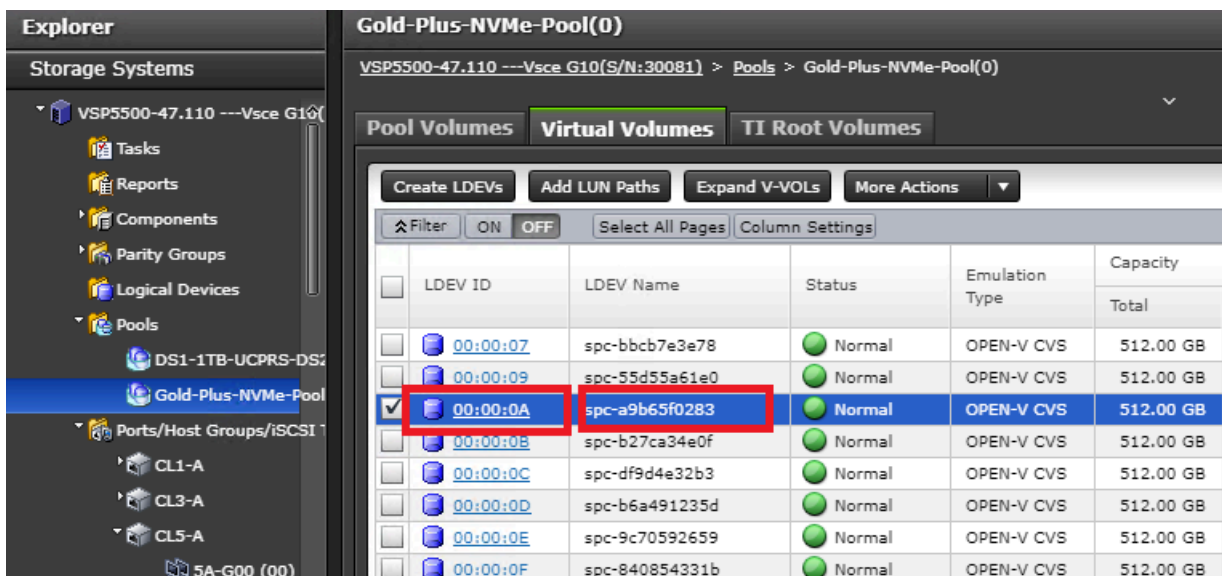 Explorer
Storage Systems
VSP5500-47.110 ---Vsce G10(
Tasks
Reports
Components
Parity Groups
Logical Devices
Pools
DS1-1TB-UCPRS-DS2
Gold-Plus-NVMe-Pool
Ports/Host Groups/iSCSI T
CL1-A
CL3-A
CL5-A
5A-G00 (00)
Gold-Plus-NVMe-Pool(0)
VSP5500-47.110 ---Vsce G10(S/N:30081) > Pools > Gold-Plus-NVMe-Pool(0)
Pool Volumes Virtual Volumes TI Root Volumes
Create LDEVs Add LUN Paths Expand V-VOLs More Actions
Filter ON OFF Select All Pages Column Settings
LDEV ID LDEV Name Status Emulation Type Capacity
Total
00:00:07 spc-bbcb7e3e78 Normal OPEN-V CVS 512.00 GB
00:00:09 spc-55d55a61e0 Normal OPEN-V CVS 512.00 GB
00:00:0A spc-a9b65f0283 Normal OPEN-V CVS 512.00 GB
00:00:0B spc-b27ca34e0f Normal OPEN-V CVS 512.00 GB
00:00:0C spc-df9d4e32b3 Normal OPEN-V CVS 512.00 GB
00:00:0D spc-b6a491235d Normal OPEN-V CVS 512.00 GB
00:00:0E spc-9c70592659 Normal OPEN-V CVS 512.00 GB
00:00:0F spc-840854331b Normal OPEN-V CVS 512.00 GB